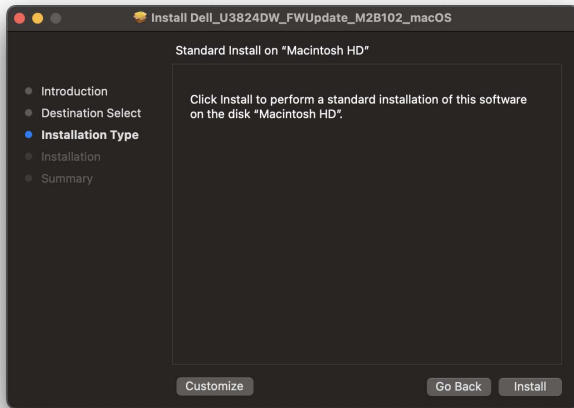 Install Dell_U3824DW_FWUpdate_M2B102_macOS
Standard Install on “Macintosh HD”
Introduction
Destination Select
Installation Type
Installation
Summary
Click Install to perform a standard installation of this software
on the disk “Macintosh HD”.
Customize
Go Back
Install